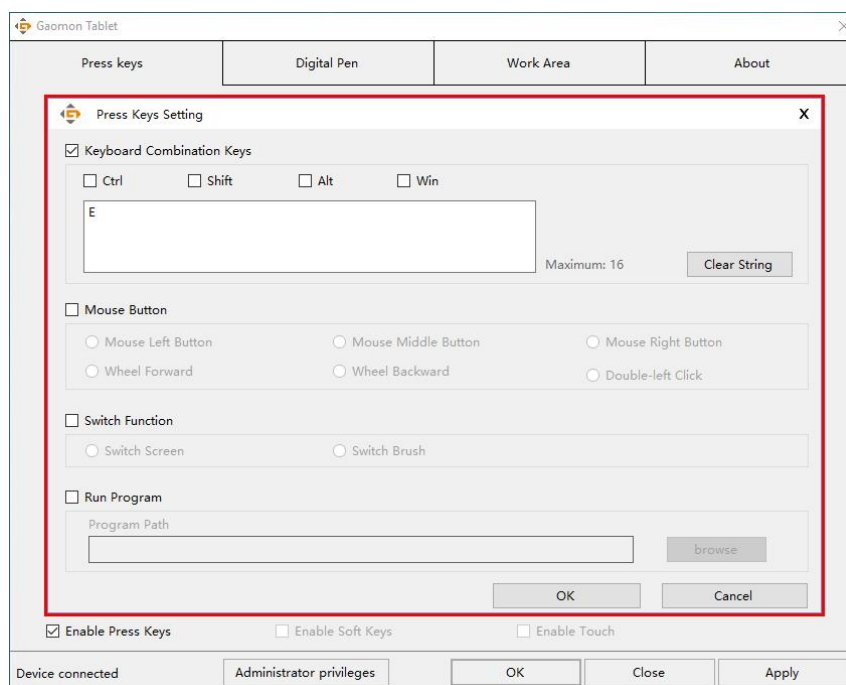 Gaomon Tablet
Press keys Digital Pen Work Area About
Press Keys Setting X
Keyboard Combination Keys
Ctrl Shift Alt Win
E
Maximum: 16 Clear String
Mouse Button
Mouse Left Button Mouse Middle Button Mouse Right Button
Wheel Forward Wheel Backward Double-left Click
Switch Function
Switch Screen Switch Brush
Run Program
Program Path
browse
OK Cancel
Enable Press Keys Enable Soft Keys Enable Touch
Device connected Administrator privileges OK Close Apply